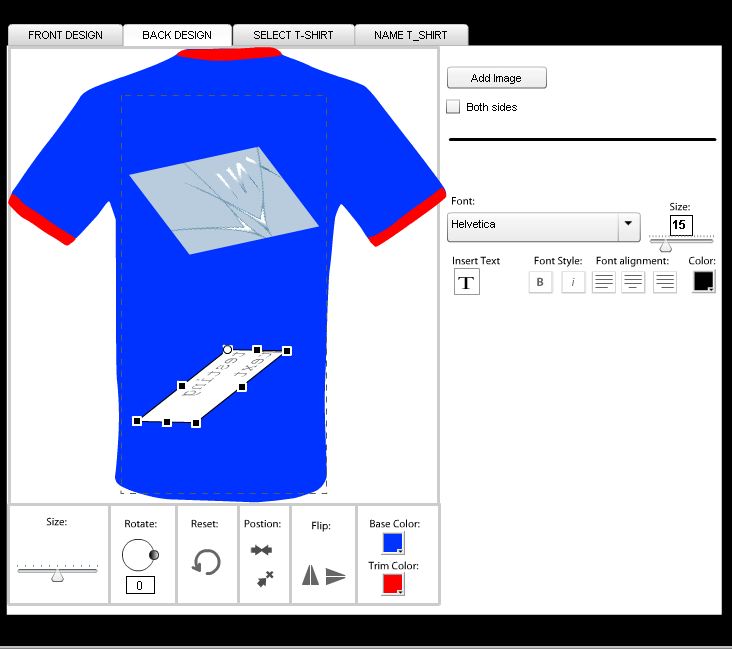 FRONT DESIGN
BACK DESIGN
SELECT T-SHIRT
NAME T_SHIRT
Add Image
Both sides
Font:
Helvetica
Size:
15
Insert Text
Font Style:
Font alignment:
Color:
T
B
i
Size:
Rotate:
Reset:
Postion:
Flip:
Base Color:
0
Trim Color: